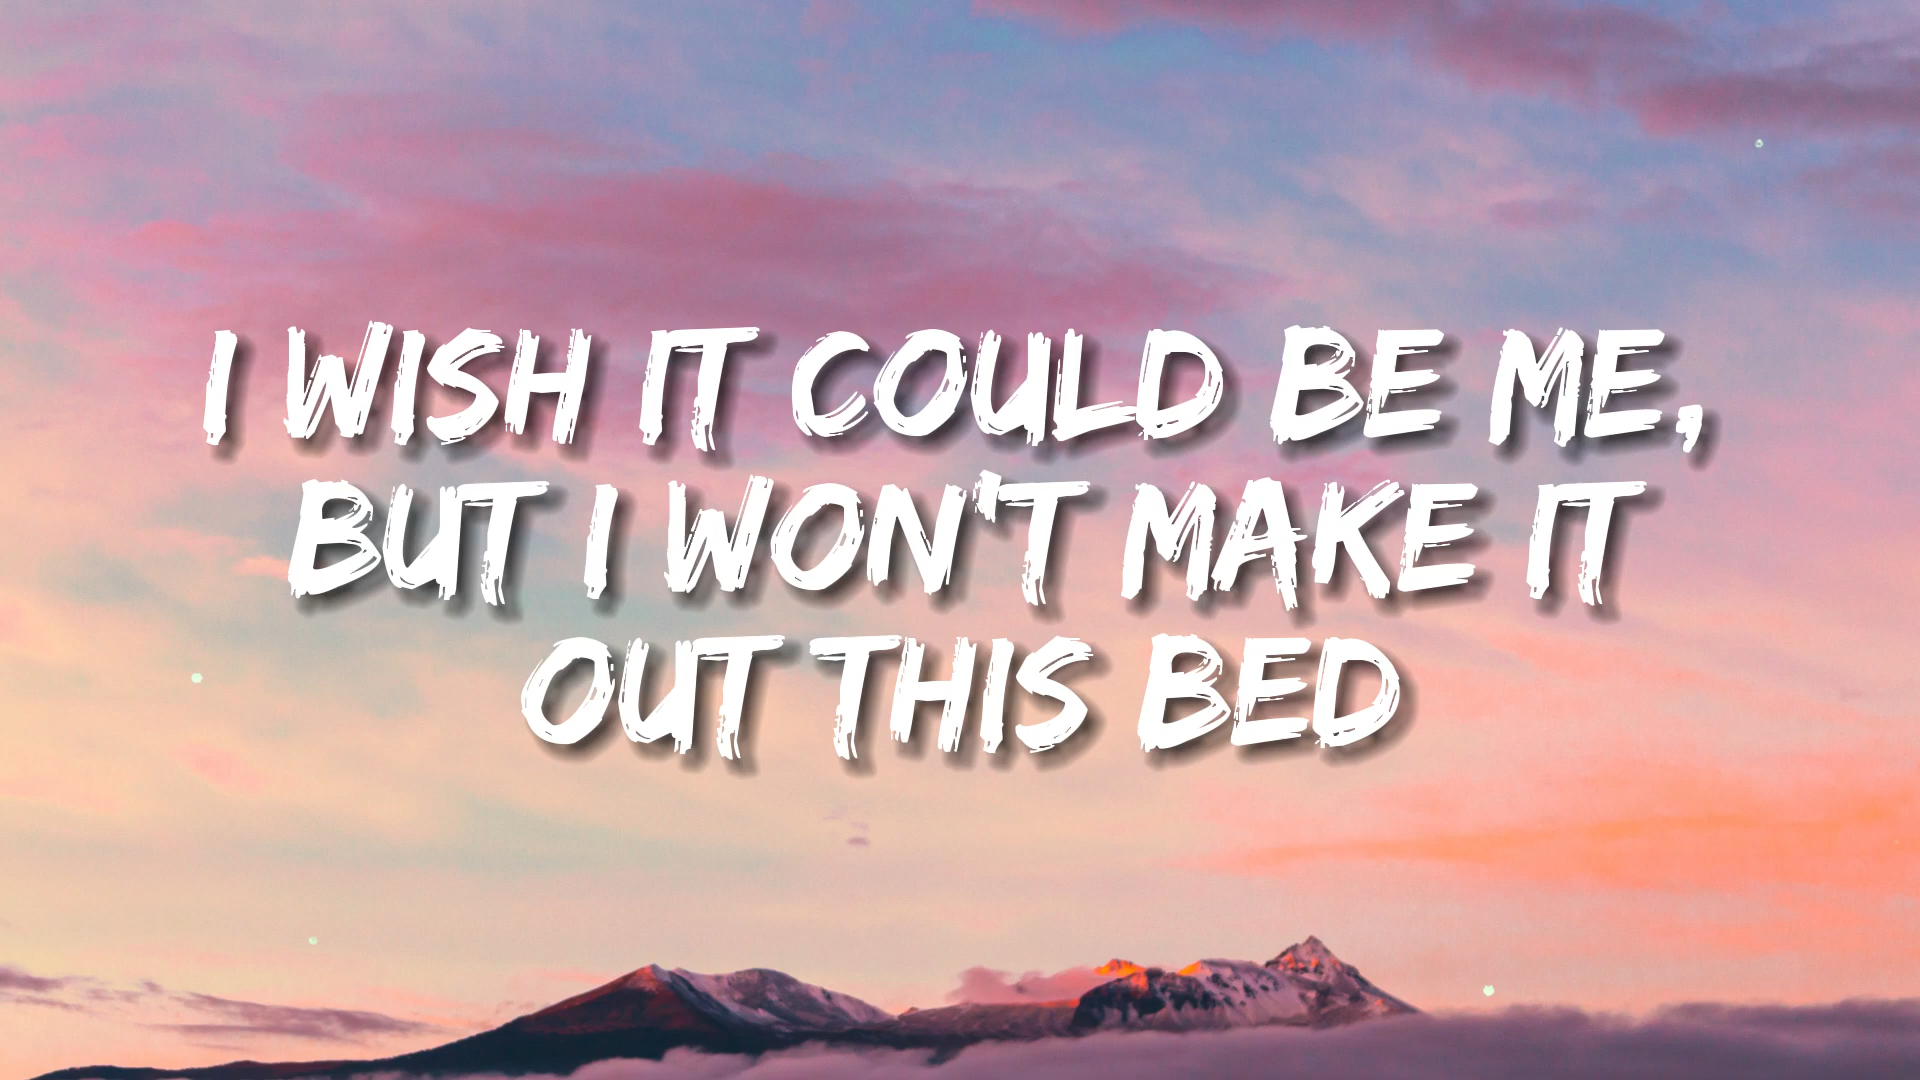 I WISH IT COULD BE ME,
BUT I WON'T MAKE IT
OUT THIS BED